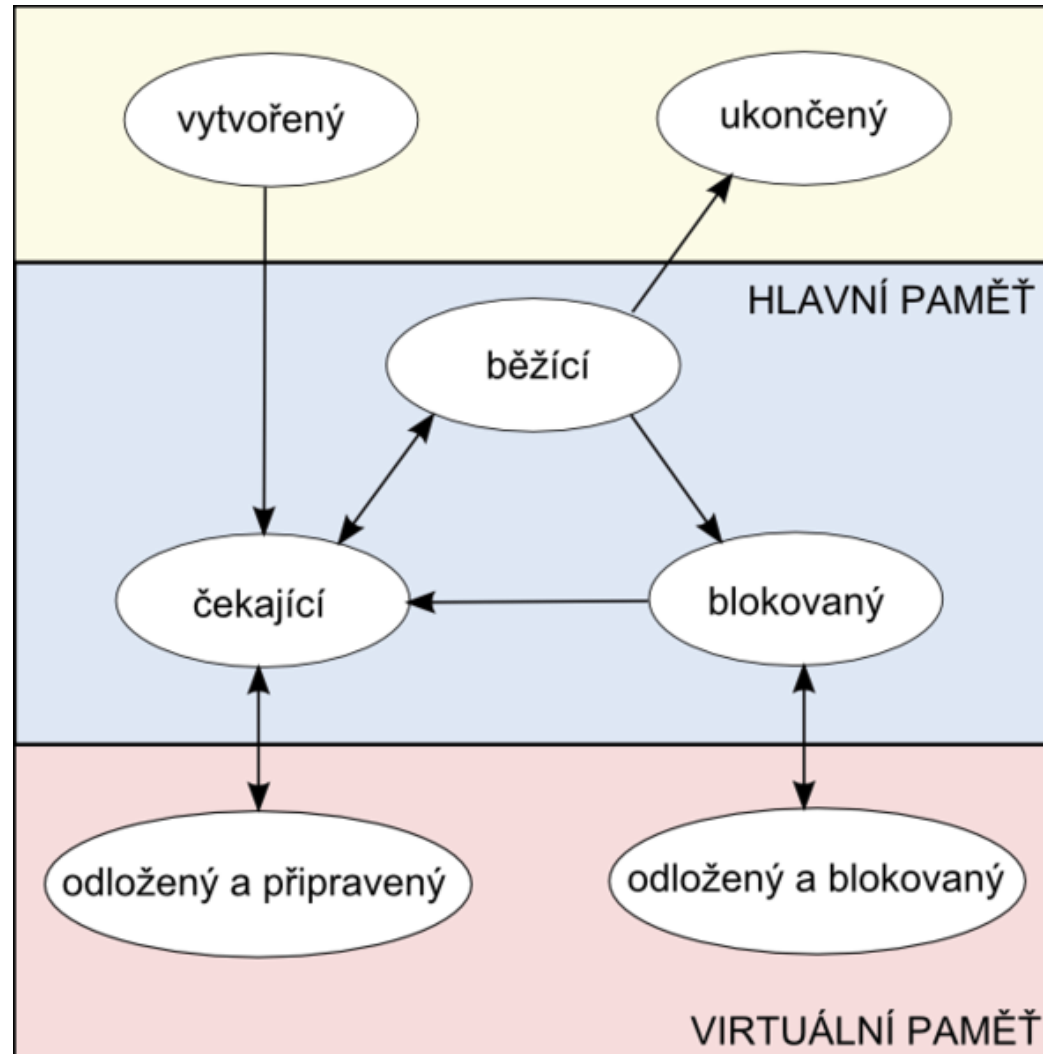 vytvořený
ukončený
HLAVNÍ PAMĚŤ
běžící
čekající
blokovaný
odložený a připravený
odložený a blokovaný
VIRTUÁLNÍ PAMĚŤ